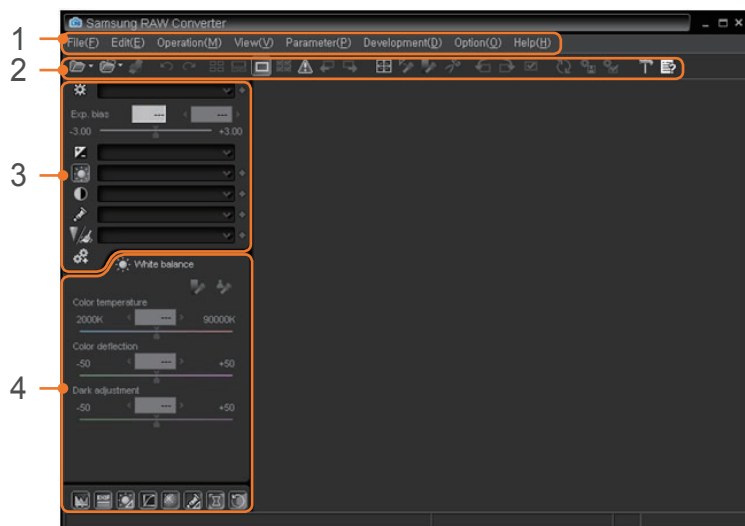 Samsung RAW Converter
1
File(F) Edit(E) Operation(M) View(V) Parameter(P) Development(D) Option(O) Help(H)
2
Exp. bias --- ---
-3.00 +3.00
3
White balance
Color temperature
2000K --- 90000K
Color deflection
-50 --- +50
4
Dark adjustment
-50 --- +50